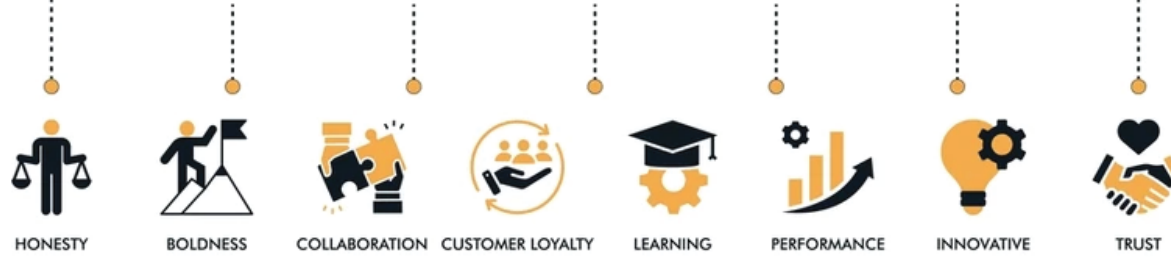 HONESTY
BOLDNESS
COLLABORATION
CUSTOMER LOYALTY
LEARNING
PERFORMANCE
INNOVATIVE
TRUST